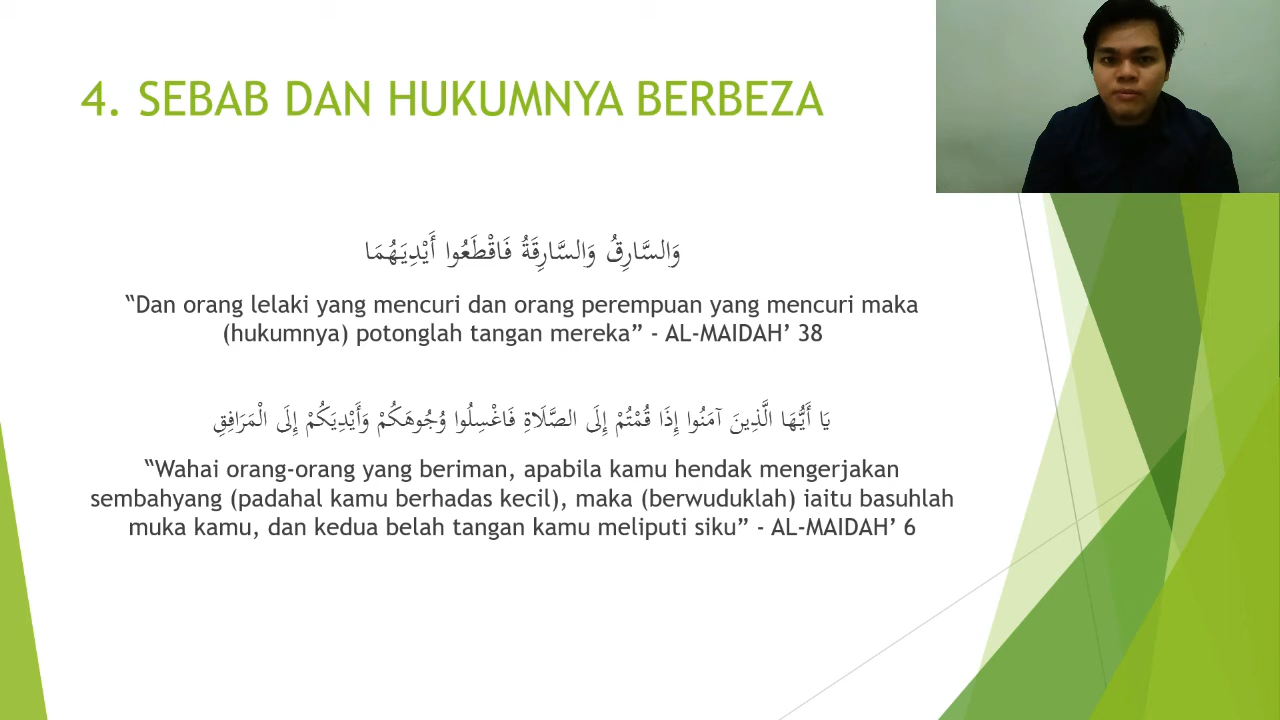 4. SEBAB DAN HUKUMNYA BERBEZA
وَالسَّارِقُ وَالسَّارِقَةُ فَاقْطَعُوا أَيْدِيَهُمَا
“Dan orang lelaki yang mencuri dan orang perempuan yang mencuri maka
(hukumnya) potonglah tangan mereka” - AL-MAIDAH’ 38
يَا أَيُّهَا الَّذِينَ آمَنُوا إِذَا قُمْتُمْ إِلَى الصَّلَاةِ فَاغْسِلُوا وُجُوهَكُمْ وَأَيْدِيَكُمْ إِلَى الْمَرَافِقِ
“Wahai orang-orang yang beriman, apabila kamu hendak mengerjakan
sembahyang (padahal kamu berhadas kecil), maka (berwuduklah) iaitu basuhlah
muka kamu, dan kedua belah tangan kamu meliputi siku” - AL-MAIDAH’ 6